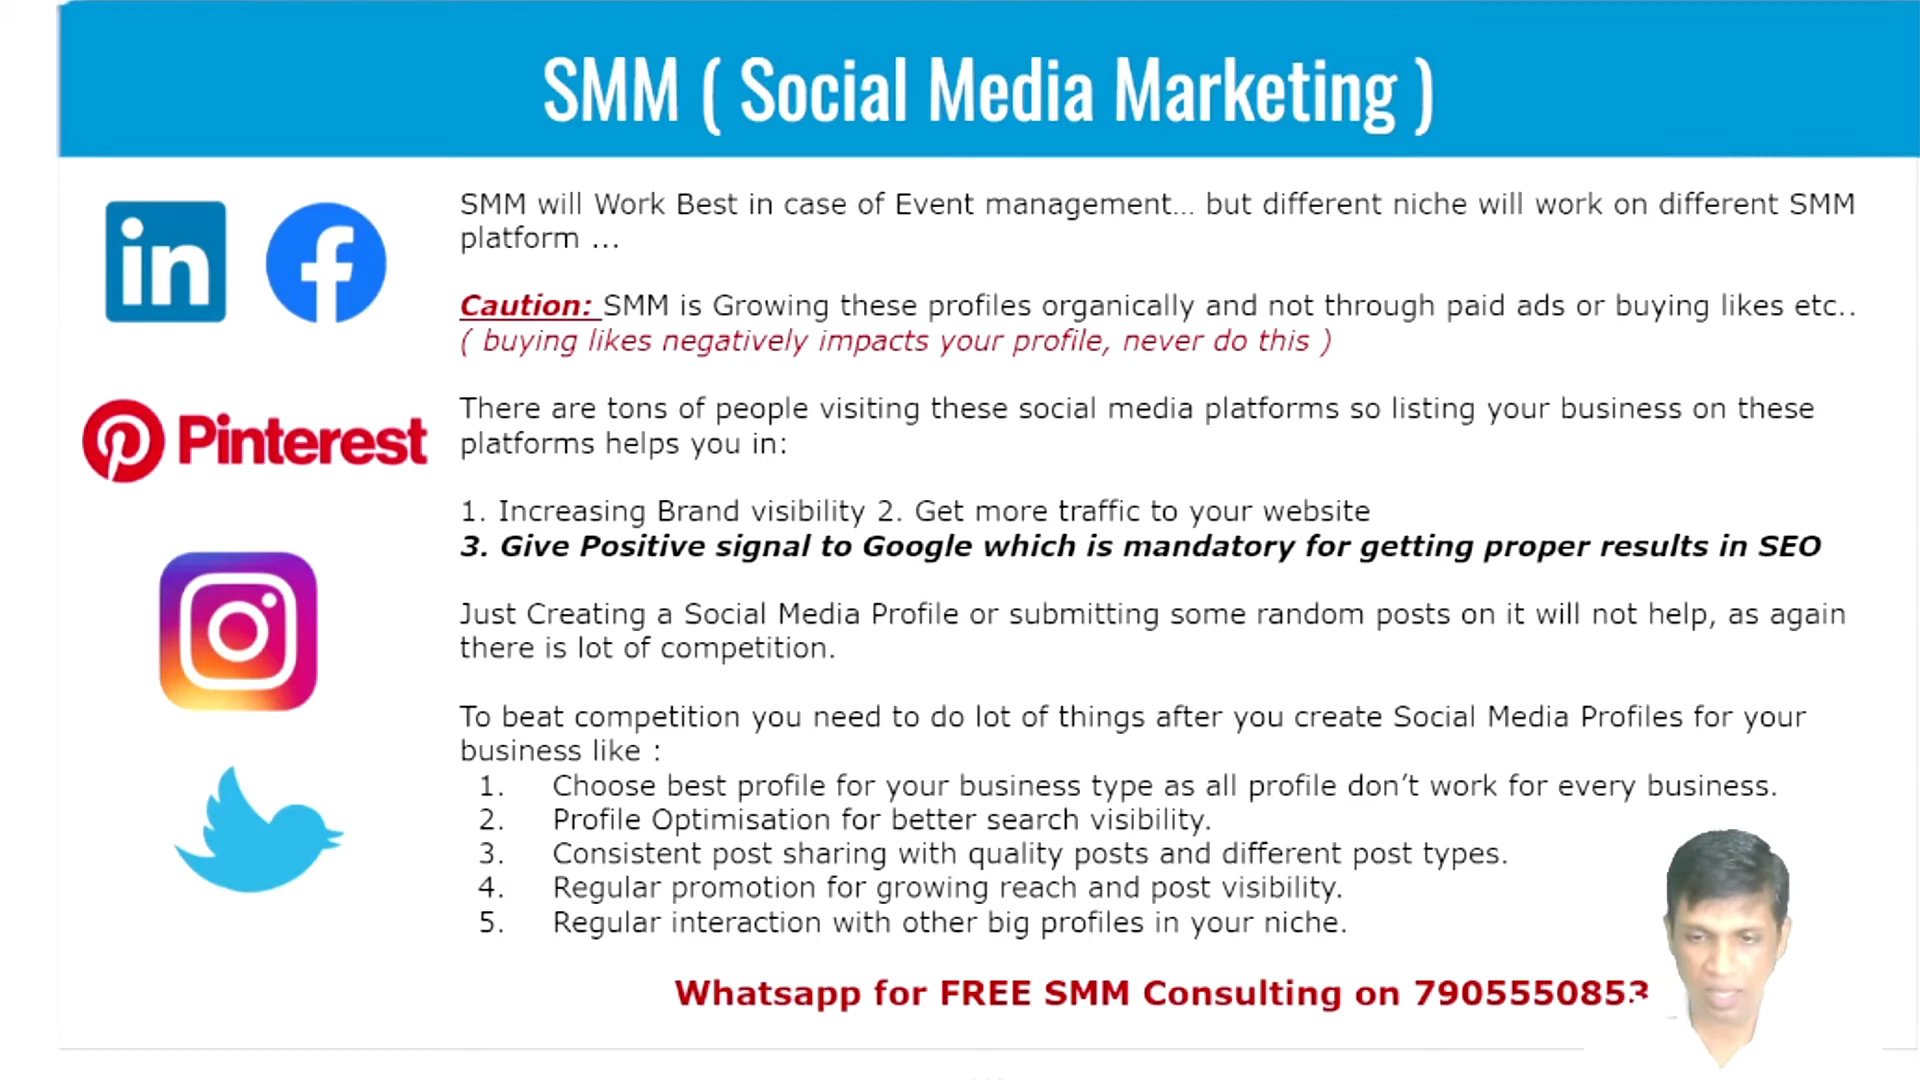 SMM ( Social Media Marketing )
SMM will Work Best in case of Event management... but different niche will work on different SMM
platform ...
Caution: SMM is Growing these profiles organically and not through paid ads or buying likes etc..
( buying likes negatively impacts your profile, never do this )
There are tons of people visiting these social media platforms so listing your business on these
platforms helps you in:
1. Increasing Brand visibility 2. Get more traffic to your website
3. Give Positive signal to Google which is mandatory for getting proper results in SEO
Just Creating a Social Media Profile or submitting some random posts on it will not help, as again
there is lot of competition.
To beat competition you need to do lot of things after you create Social Media Profiles for your
business like :
1. Choose best profile for your business type as all profile don’t work for every business.
2. Profile Optimisation for better search visibility.
3. Consistent post sharing with quality posts and different post types.
4. Regular promotion for growing reach and post visibility.
5. Regular interaction with other big profiles in your niche.
Whatsapp for FREE SMM Consulting on 7905550853
in
Pinterest